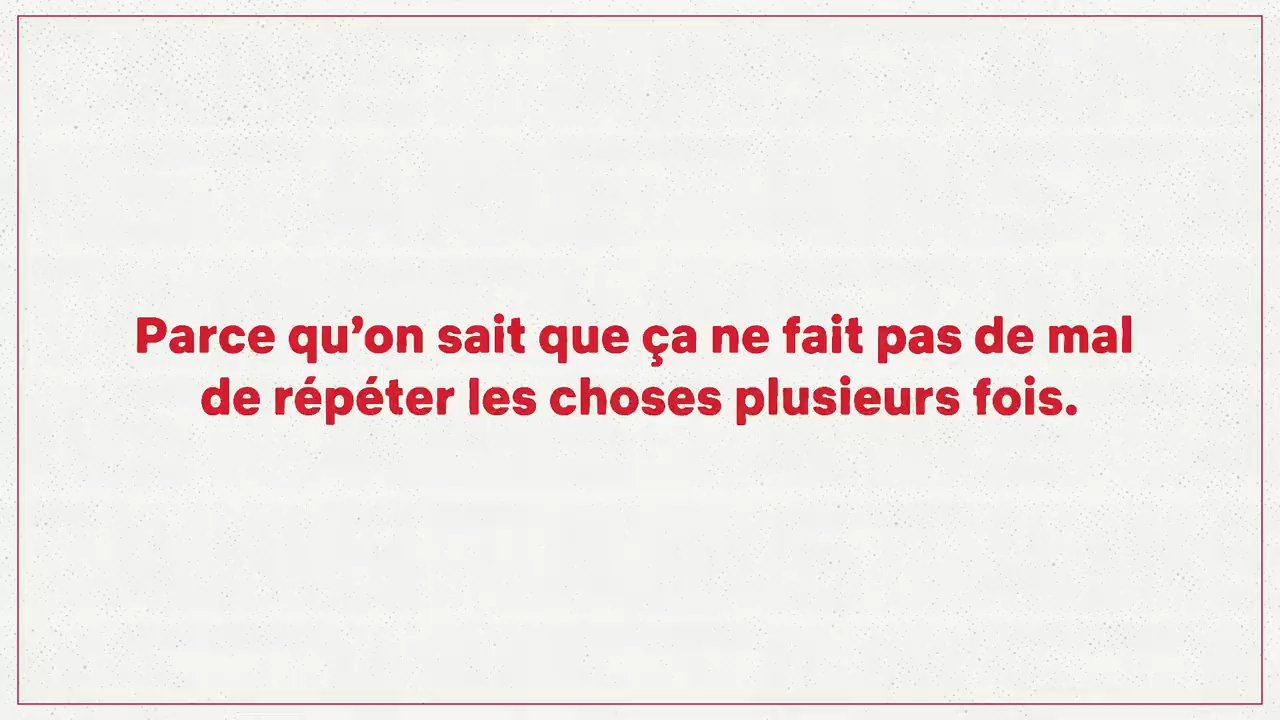 Parce qu’on sait que ça ne fait pas de mal
de répéter les choses plusieurs fois.